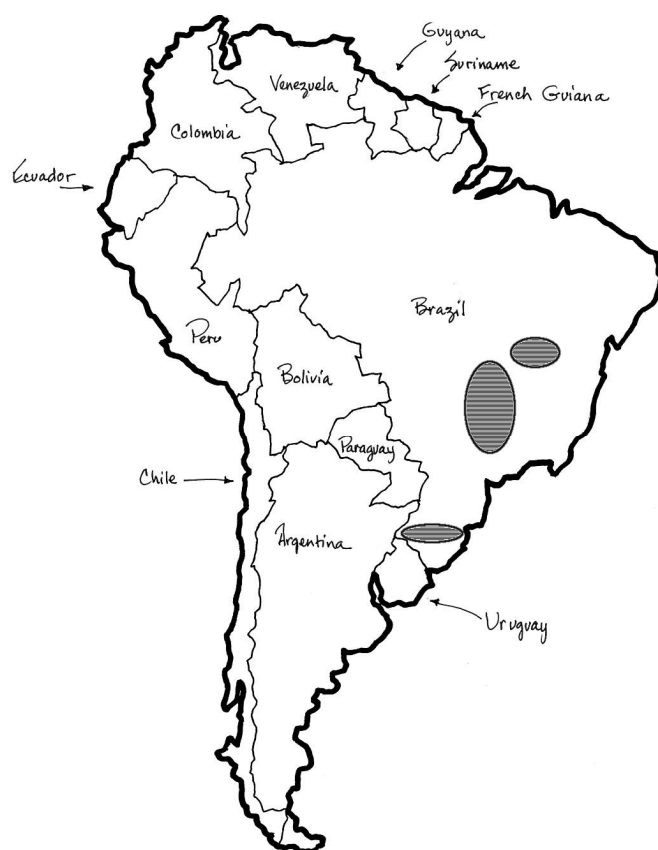 Guyana
Suriname
French Guiana
Venezuela
Colombia
Ecuador
Brazil
Peru
Bolivia
Paraguay
Chile
Argentina
Uruguay